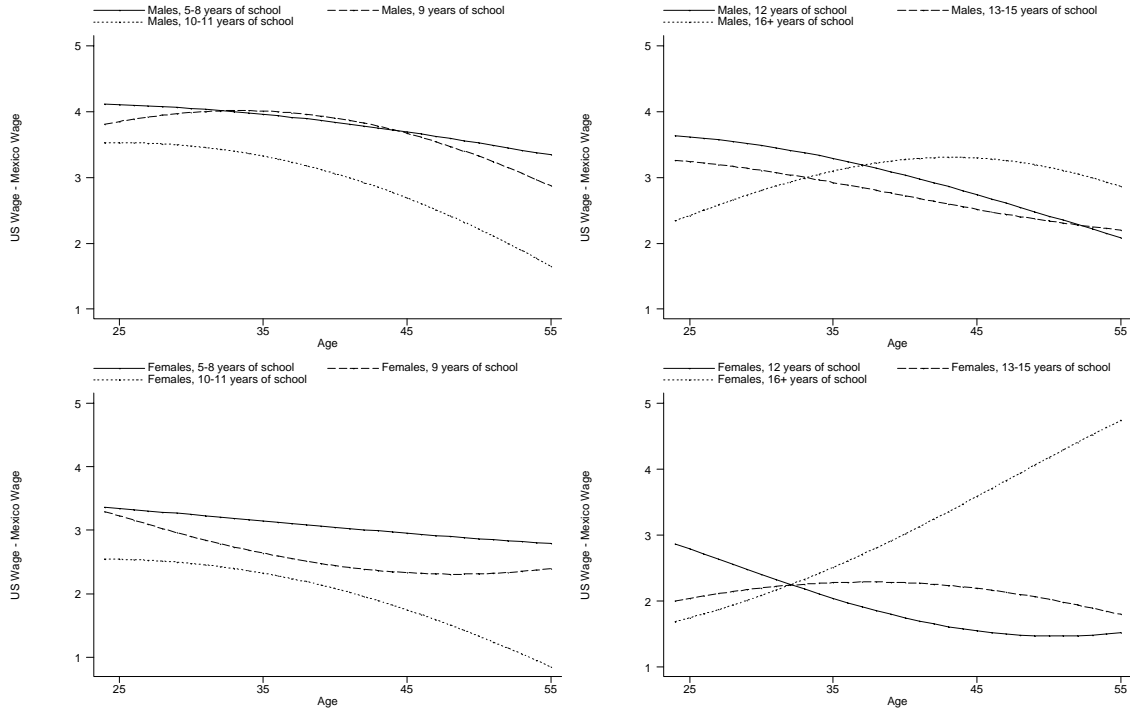 Males, 5-8 years of school Males, 9 years of school
Males, 10-11 years of school
US Wage - Mexico Wage
5
4
3
2
1
25 35 45 55
Age
Males, 12 years of school Males, 13-15 years of school
Males, 16+ years of school
US Wage - Mexico Wage
5
4
3
2
1
25 35 45 55
Age
Females, 5-8 years of school Females, 9 years of school
Females, 10-11 years of school
US Wage - Mexico Wage
5
4
3
2
1
25 35 45 55
Age
Females, 12 years of school Females, 13-15 years of school
Females, 16+ years of school
US Wage - Mexico Wage
5
4
3
2
1
25 35 45 55
Age